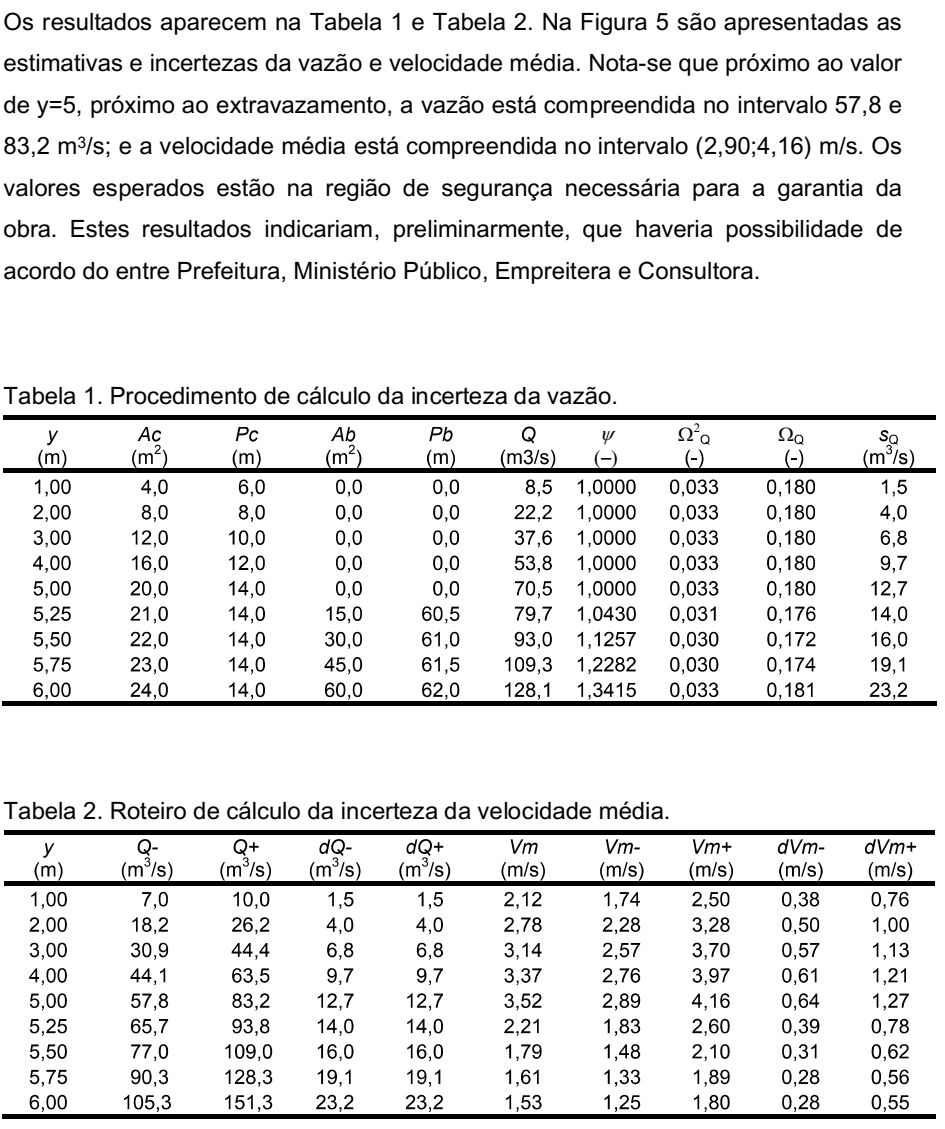 Os resultados aparecem na Tabela 1 e Tabela 2. Na Figura 5 são apresentadas as
estimativas e incertezas da vazão e velocidade média. Nota-se que próximo ao valor
de y=5, próximo ao extravazamento, a vazão está compreendida no intervalo 57,8 e
83,2 m³/s; e a velocidade média está compreendida no intervalo (2,90;4,16) m/s. Os
valores esperados estão na região de segurança necessária para a garantia da
obra. Estes resultados indicariam, preliminarmente, que haveria possibilidade de
acordo do entre Prefeitura, Ministério Público, Empreitera e Consultora.
Tabela 1. Procedimento de cálculo da incerteza da vazão.
y Ac Pc Ab Pb Q ψ Ω²Q ΩQ sQ
(m) (m²) (m) (m²) (m) (m3/s) (–) (-) (-) (m³/s)
1,00 4,0 6,0 0,0 0,0 8,5 1,0000 0,033 0,180 1,5
2,00 8,0 8,0 0,0 0,0 22,2 1,0000 0,033 0,180 4,0
3,00 12,0 10,0 0,0 0,0 37,6 1,0000 0,033 0,180 6,8
4,00 16,0 12,0 0,0 0,0 53,8 1,0000 0,033 0,180 9,7
5,00 20,0 14,0 0,0 0,0 70,5 1,0000 0,033 0,180 12,7
5,25 21,0 14,0 15,0 60,5 79,7 1,0430 0,031 0,176 14,0
5,50 22,0 14,0 30,0 61,0 93,0 1,1257 0,030 0,172 16,0
5,75 23,0 14,0 45,0 61,5 109,3 1,2282 0,030 0,174 19,1
6,00 24,0 14,0 60,0 62,0 128,1 1,3415 0,033 0,181 23,2
Tabela 2. Roteiro de cálculo da incerteza da velocidade média.
y Q- Q+ dQ- dQ+ Vm Vm- Vm+ dVm- dVm+
(m) (m³/s) (m³/s) (m³/s) (m³/s) (m/s) (m/s) (m/s) (m/s) (m/s)
1,00 7,0 10,0 1,5 1,5 2,12 1,74 2,50 0,38 0,76
2,00 18,2 26,2 4,0 4,0 2,78 2,28 3,28 0,50 1,00
3,00 30,9 44,4 6,8 6,8 3,14 2,57 3,70 0,57 1,13
4,00 44,1 63,5 9,7 9,7 3,37 2,76 3,97 0,61 1,21
5,00 57,8 83,2 12,7 12,7 3,52 2,89 4,16 0,64 1,27
5,25 65,7 93,8 14,0 14,0 2,21 1,83 2,60 0,39 0,78
5,50 77,0 109,0 16,0 16,0 1,79 1,48 2,10 0,31 0,62
5,75 90,3 128,3 19,1 19,1 1,61 1,33 1,89 0,28 0,56
6,00 105,3 151,3 23,2 23,2 1,53 1,25 1,80 0,28 0,55